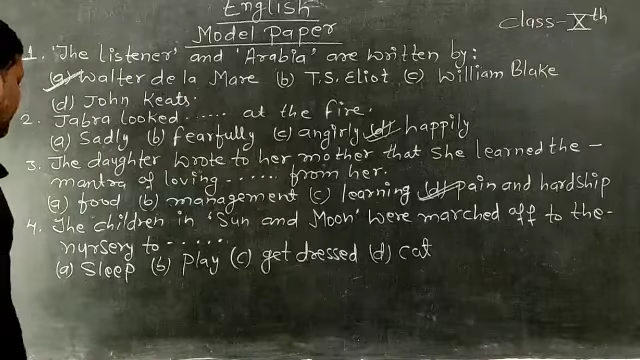 English
Model Paper
Class-Xth
1. 'The Listener' and 'Arabia' are written by:
(a) Walter de la Mare (b) T.S. Eliot (c) William Blake
(d) John Keats.
2. Jabra looked ...... at the fire.
(a) Sadly (b) fearfully (c) angirly (d) happily
3. The daughter wrote to her mother that she learned the -
mantra of loving ...... from her.
(a) food (b) management (c) learning (d) pain and hardship
4. The children in 'Sun and Moon' were marched off to the-
nursery to ......
(a) Sleep (b) play (c) get dressed (d) cat